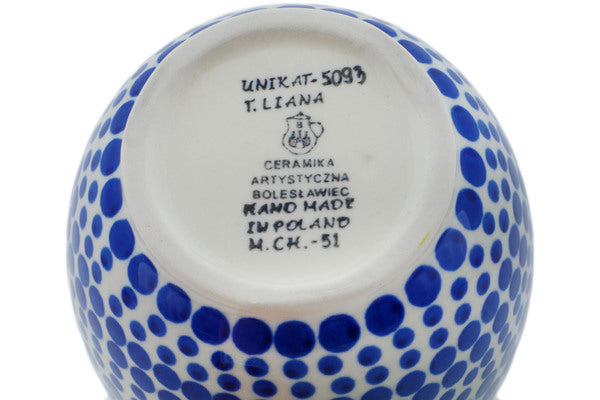 UNIKAT-5093
T. LIANA
B
CERAMIKA
ARTYSTYCZNA
BOLESŁAWIEC
HAND MADE
IN POLAND
M.CH.-51